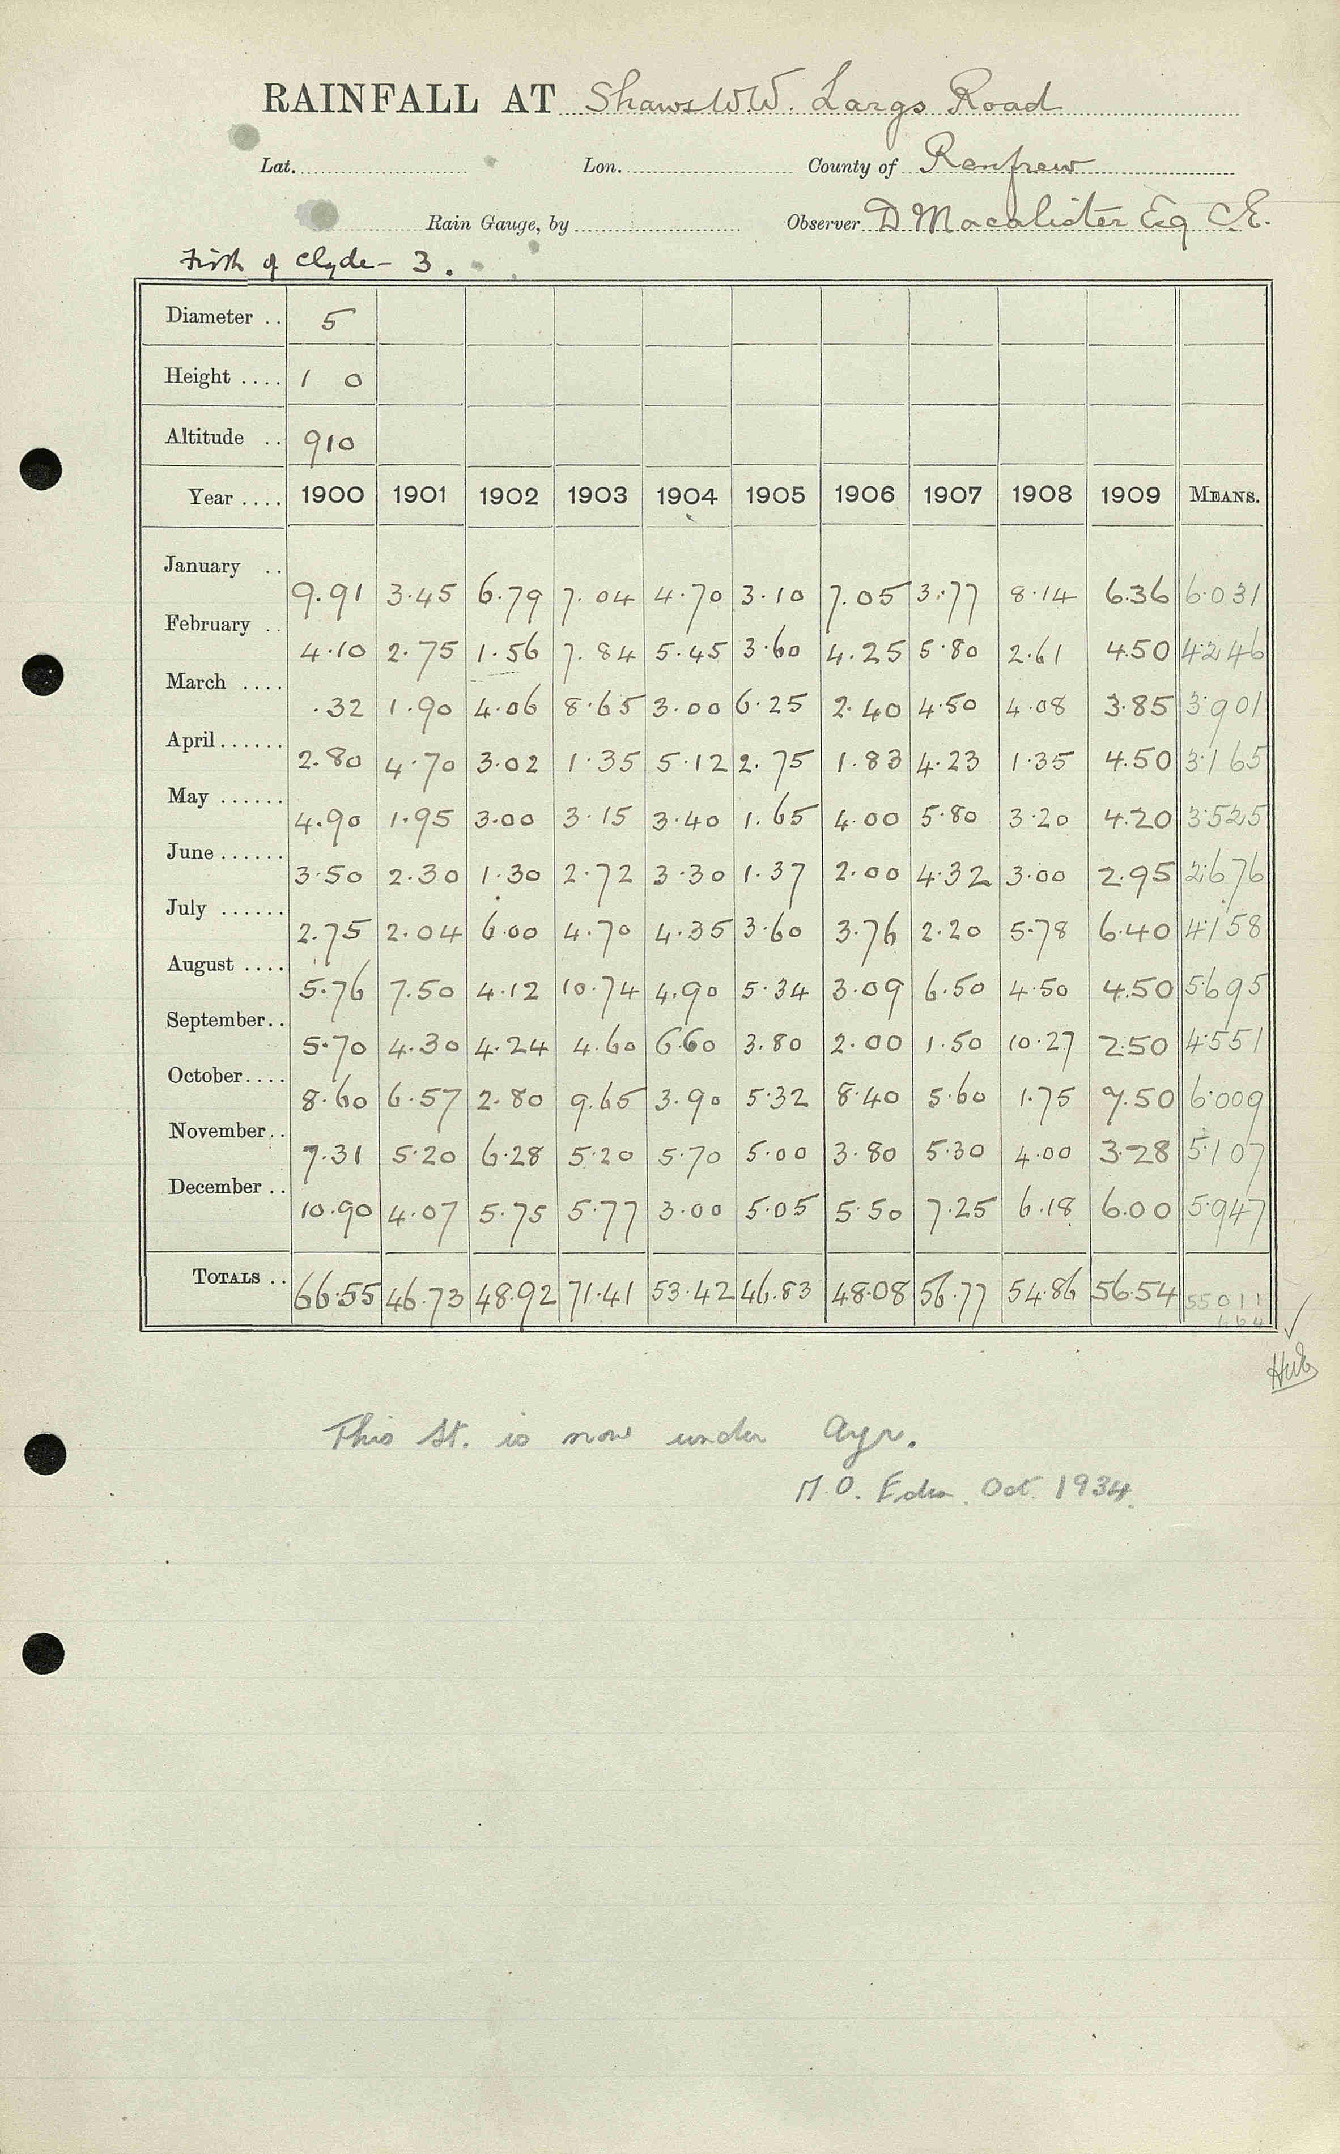 RAINFALL AT Shaws W.W. Largs Road
Lat. Lon. County of Renfrew
Rain Gauge, by Observer D Macalister Esq C.E.
Firth of Clyde - 3.
Diameter .. 5
Height .... 1 0
Altitude .. 910
Year .... 1900 1901 1902 1903 1904 1905 1906 1907 1908 1909 MEANS.
January .. 9.91 3.45 6.79 7.04 4.70 3.10 7.05 3.77 8.14 6.36 6.031
February .. 4.10 2.75 1.56 7.84 5.45 3.60 4.25 5.80 2.61 4.50 4.246
March .... .32 1.90 4.06 8.65 3.00 6.25 2.40 4.50 4.08 3.85 3.901
April ...... 2.80 4.70 3.02 1.35 5.12 2.75 1.83 4.23 1.35 4.50 3.165
May ...... 4.90 1.95 3.00 3.15 3.40 1.65 4.00 5.80 3.20 4.20 3.525
June ...... 3.50 2.30 1.30 2.72 3.30 1.37 2.00 4.32 3.00 2.95 2.676
July ...... 2.75 2.04 6.00 4.70 4.35 3.60 3.76 2.20 5.78 6.40 4.158
August .... 5.76 7.50 4.12 10.74 4.90 5.34 3.09 6.50 4.50 4.50 5.695
September .. 5.70 4.30 4.24 4.60 6.60 3.80 2.00 1.50 10.27 2.50 4.551
October .... 8.60 6.57 2.80 9.65 3.90 5.32 8.40 5.60 1.75 7.50 6.009
November .. 7.31 5.20 6.28 5.20 5.70 5.00 3.80 5.30 4.00 3.28 5.107
December .. 10.90 4.07 5.75 5.77 3.00 5.05 5.50 7.25 6.18 6.00 5.947
TOTALS .. 66.55 46.73 48.92 71.41 53.42 46.83 48.08 56.77 54.86 56.54 55.011
This St. is now under Ayr.
M.O. Edin. Oct. 1934.